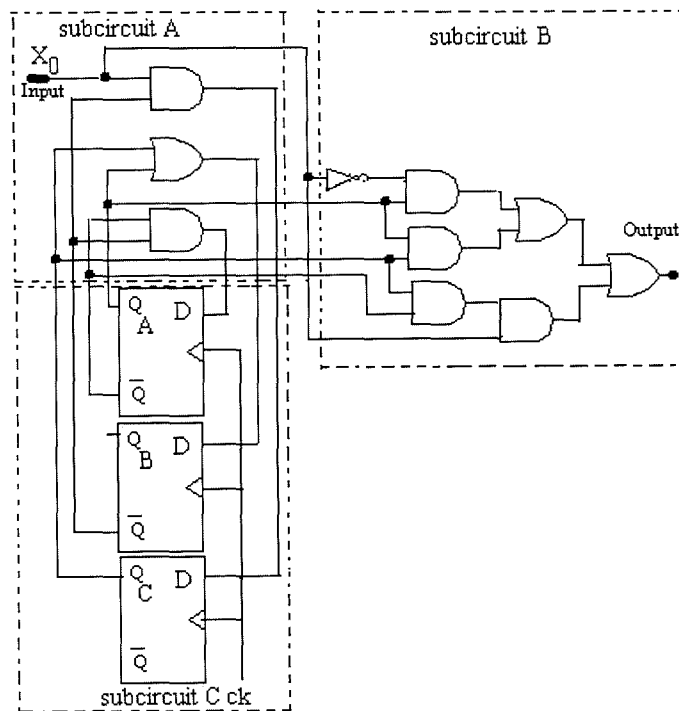 subcircuit A
subcircuit B
X0
Input
Output
Q D
A
Q̅
Q D
B
Q̅
Q D
C
Q̅
subcircuit C ck